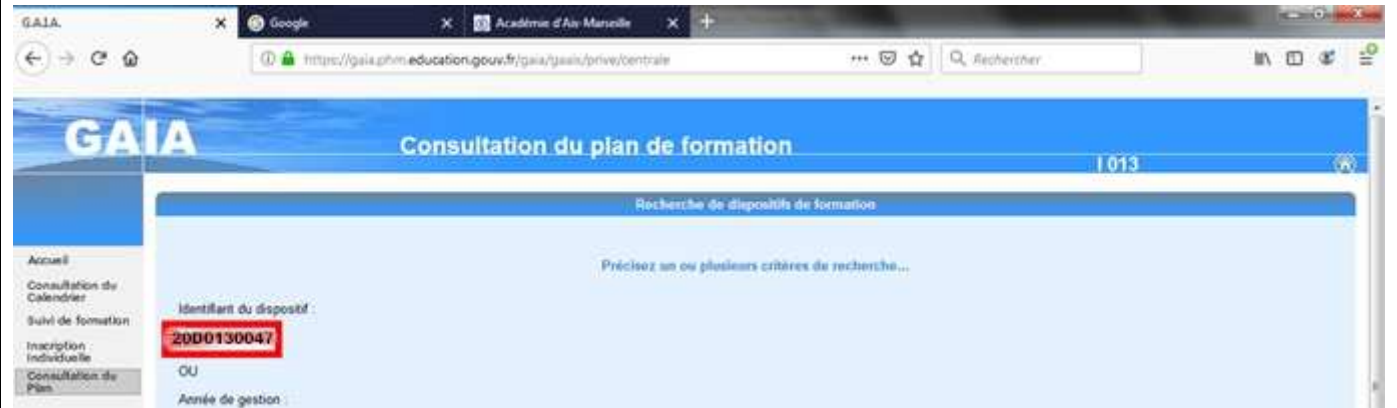 GAIA
Google
Académie d'Aix-Marseille
https://gaia.phm.education.gouv.fr/gaia/gaaix/prive/centrale
Rechercher
GAIA
Consultation du plan de formation
I 013
Recherche de dispositifs de formation
Précisez un ou plusieurs critères de recherche...
Accueil
Consultation du
Calendrier
Suivi de formation
Inscription
Individuelle
Consultation du
Plan
Identifiant du dispositif :
20D0130047
OU
Année de gestion :